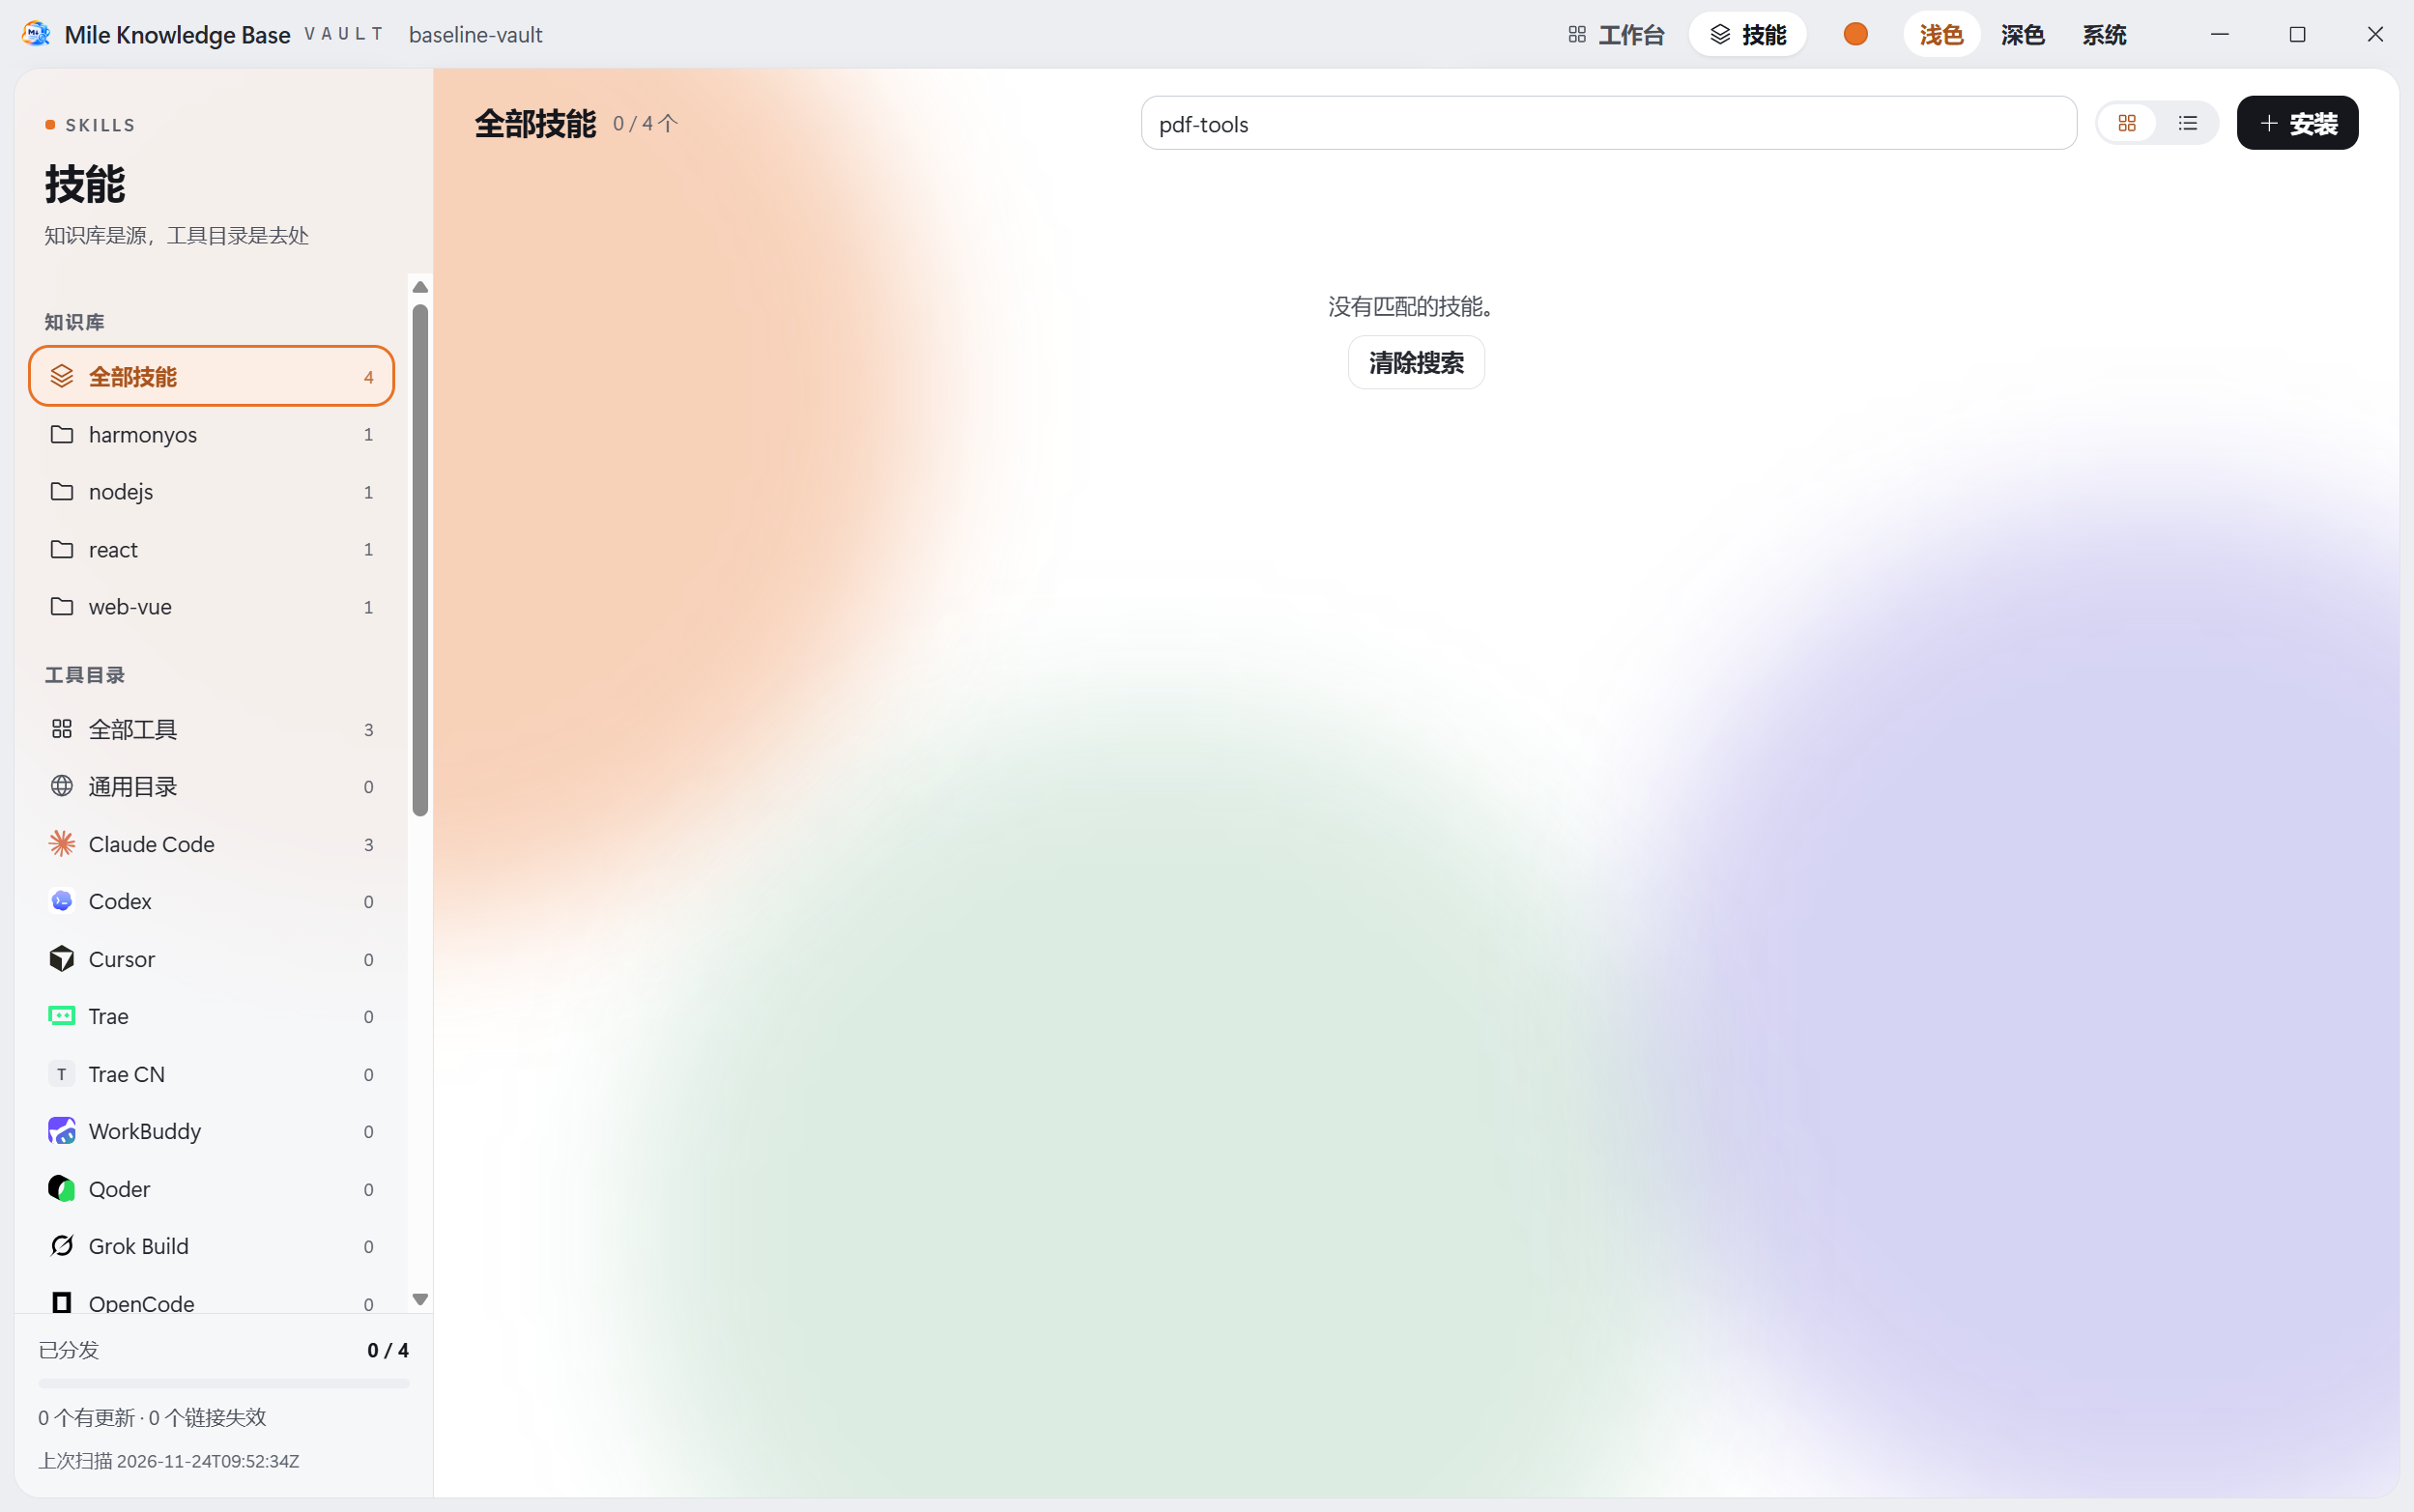 Mile Knowledge Base VAULT baseline-vault
工作台 技能 浅色 深色 系统
SKILLS
技能
知识库是源，工具目录是去处
知识库
全部技能 4
harmonyos 1
nodejs 1
react 1
web-vue 1
工具目录
全部工具 3
通用目录 0
Claude Code 3
Codex 0
Cursor 0
Trae 0
T Trae CN 0
WorkBuddy 0
Qoder 0
Grok Build 0
OpenCode 0
已分发 0 / 4
0 个有更新 · 0 个链接失效
上次扫描 2026-11-24T09:52:34Z
全部技能 0 / 4 个
pdf-tools
安装
没有匹配的技能。
清除搜索